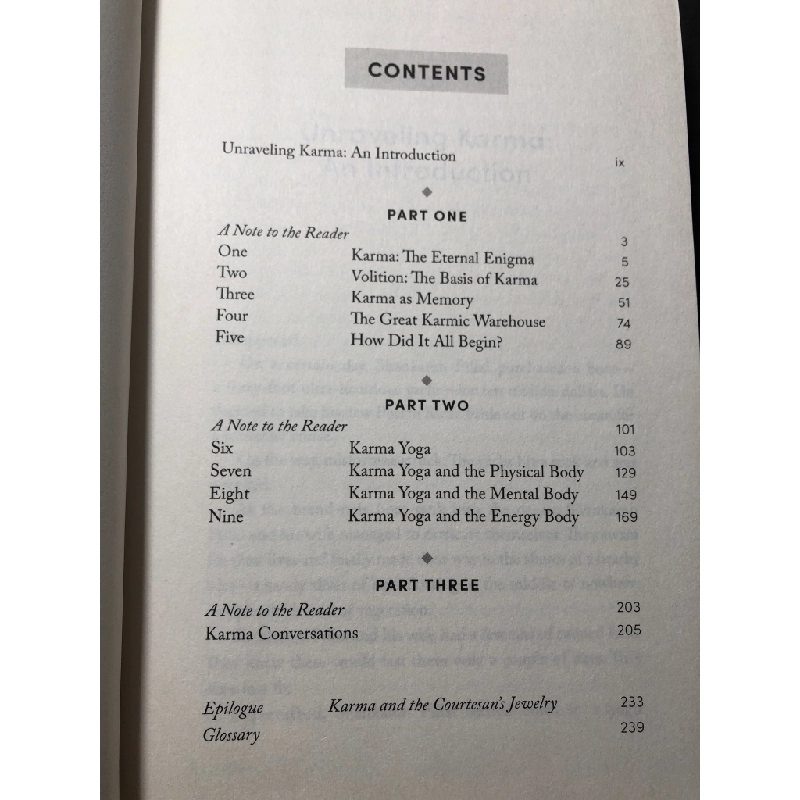 CONTENTS
Unraveling Karma: An Introduction ix
PART ONE
A Note to the Reader 3
One Karma: The Eternal Enigma 5
Two Volition: The Basis of Karma 25
Three Karma as Memory 51
Four The Great Karmic Warehouse 74
Five How Did It All Begin? 89
PART TWO
A Note to the Reader 101
Six Karma Yoga 103
Seven Karma Yoga and the Physical Body 129
Eight Karma Yoga and the Mental Body 149
Nine Karma Yoga and the Energy Body 169
PART THREE
A Note to the Reader 203
Karma Conversations 205
Epilogue Karma and the Courtesan's Jewelry 233
Glossary 239